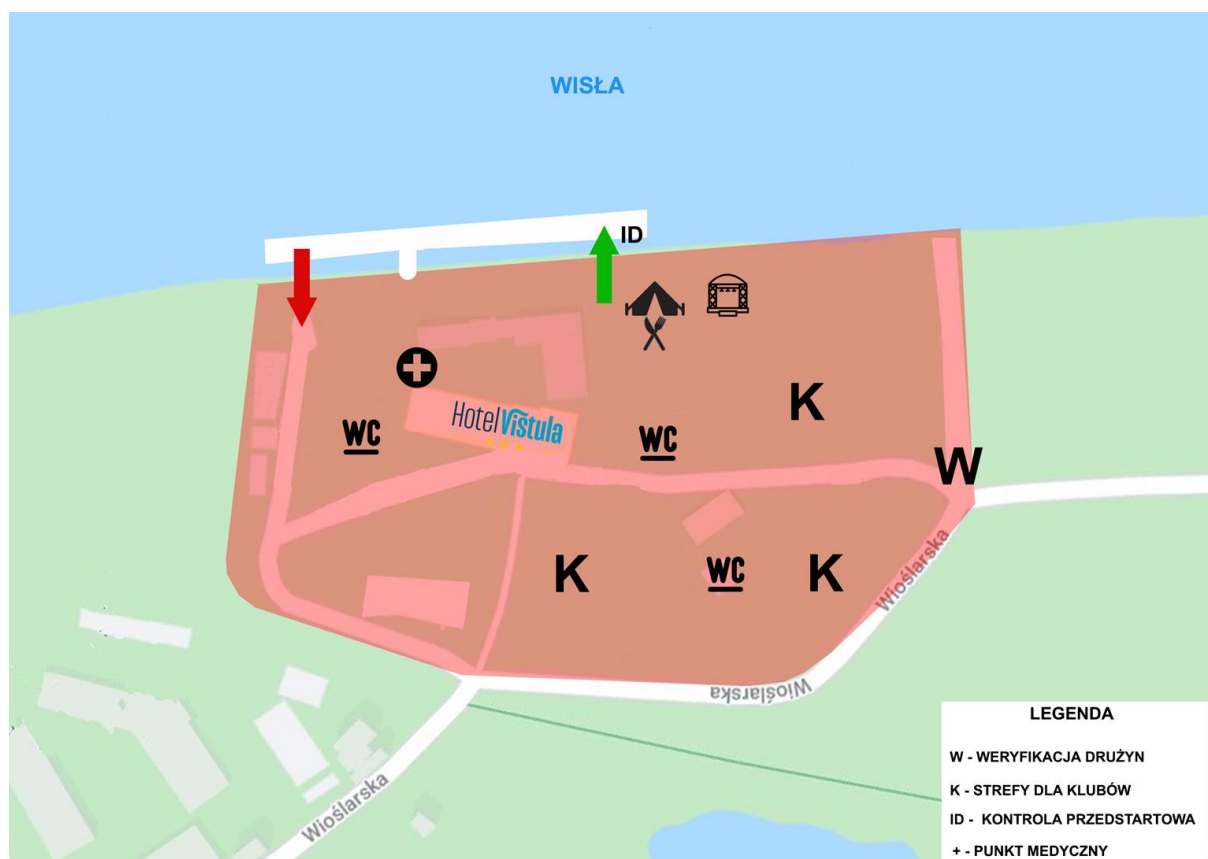 WISŁA
ID
Hotel Vištula
K
WC
WC
W
K
WC
K
Wioślarska
Wioślarska
Wioślarska
LEGENDA
W - WERYFIKACJA DRUŻYN
K - STREFY DLA KLUBÓW
ID - KONTROLA PRZEDSTARTOWA
+ - PUNKT MEDYCZNY